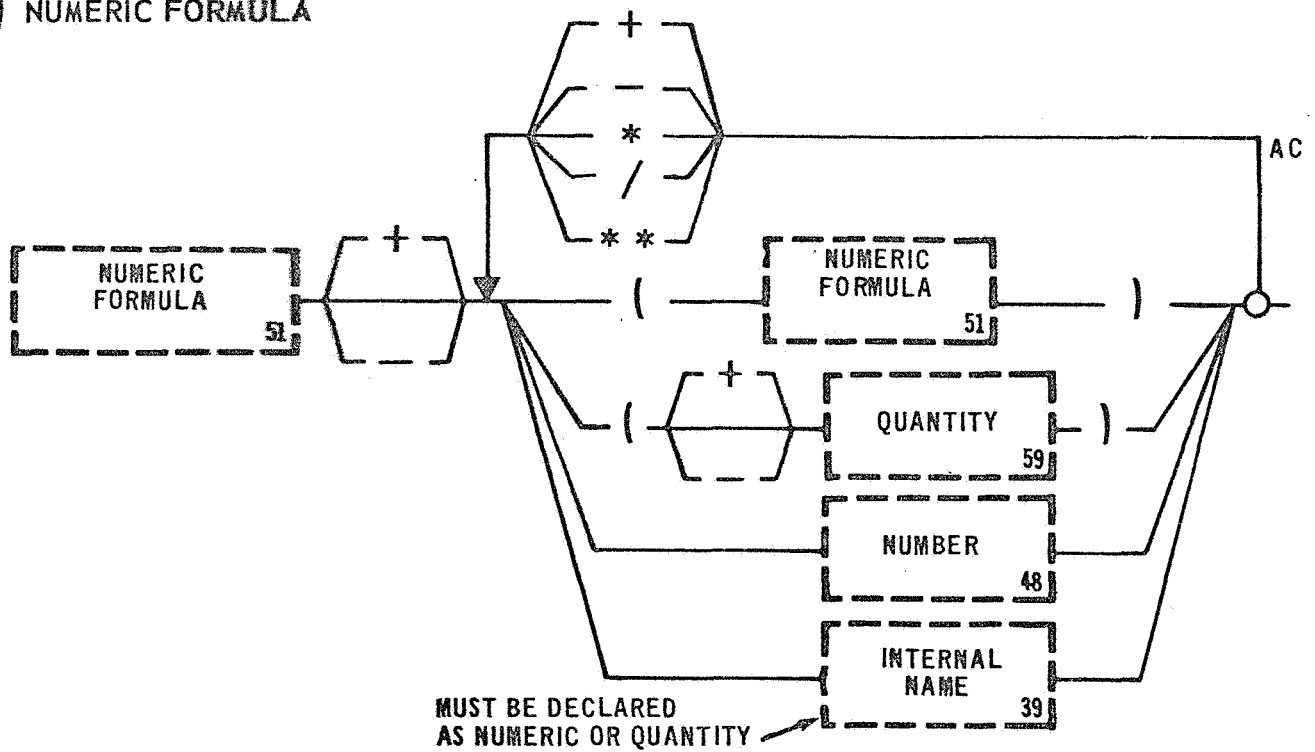 NUMERIC FORMULA
+
-
*
/
* *
AC
NUMERIC
FORMULA
51
+
-
(
NUMERIC
FORMULA
51
)
(
+
-
QUANTITY
59
)
NUMBER
48
INTERNAL
NAME
39
MUST BE DECLARED
AS NUMERIC OR QUANTITY